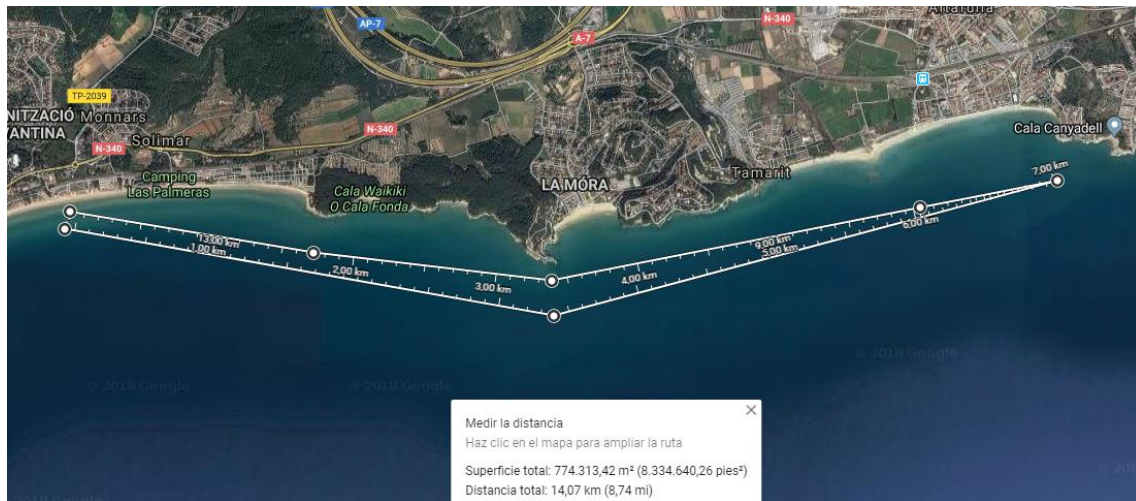 AP-7
N-340
Altafulla
A-7
TP-2039
NITZACIÓ Monnars
VANTINA
N-340
Solimar
N-340
Cala Canyadell
Camping
Las Palmeras
Cala Waikiki
O Cala Fonda
LA MÓRA
Tamarit
7,00 km
13,00 km
1,00 km
2,00 km
3,00 km
4,00 km
9,00 km
5,00 km
6,00 km
© 2018 Google
© 2018 Google
© 2018 Google
© 2018 Google
Medir la distancia
Haz clic en el mapa para ampliar la ruta
Superficie total: 774.313,42 m² (8.334.640,26 pies²)
Distancia total: 14,07 km (8,74 mi)